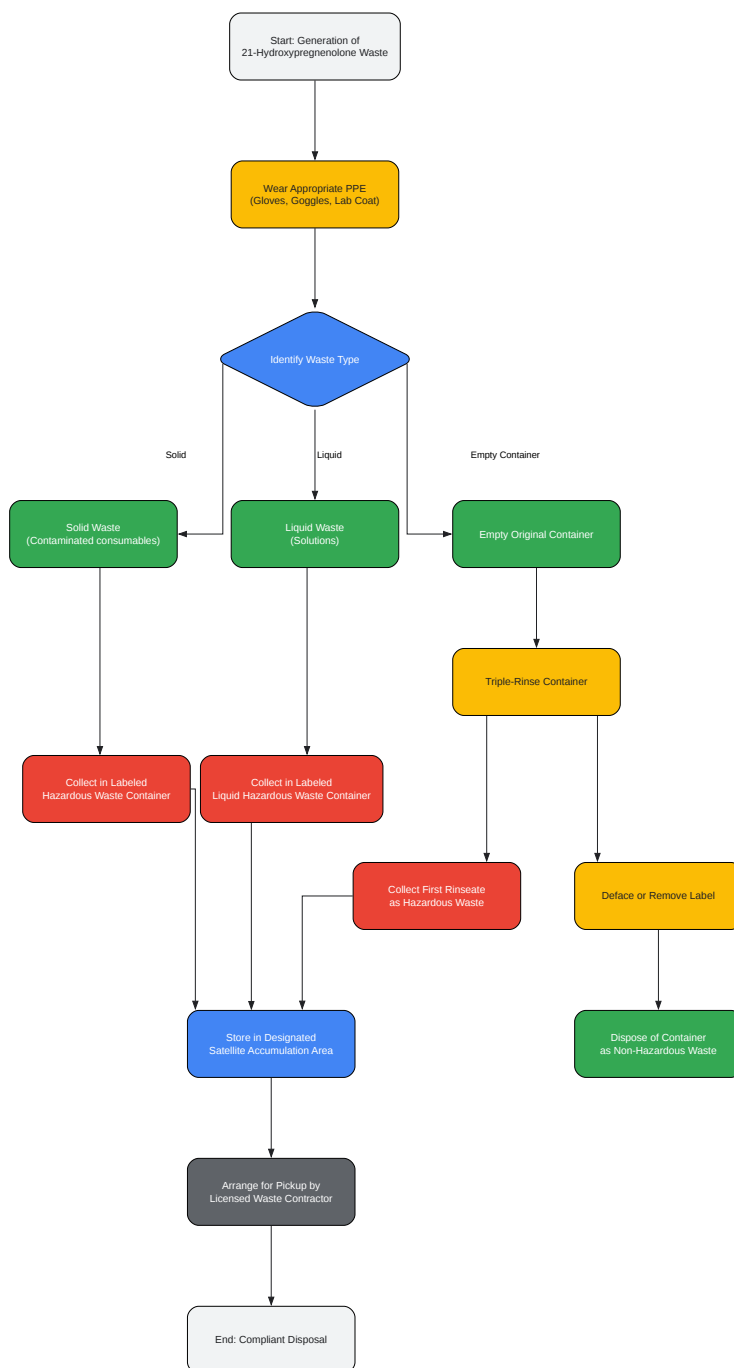 Start: Generation of
21-Hydroxypregnenolone Waste
Wear Appropriate PPE
(Gloves, Goggles, Lab Coat)
Identify Waste Type
Solid
Liquid
Empty Container
Solid Waste
(Contaminated consumables)
Liquid Waste
(Solutions)
Empty Original Container
Triple-Rinse Container
Collect in Labeled
Hazardous Waste Container
Collect in Labeled
Liquid Hazardous Waste Container
Collect First Rinseate
as Hazardous Waste
Deface or Remove Label
Store in Designated
Satellite Accumulation Area
Dispose of Container
as Non-Hazardous Waste
Arrange for Pickup by
Licensed Waste Contractor
End: Compliant Disposal